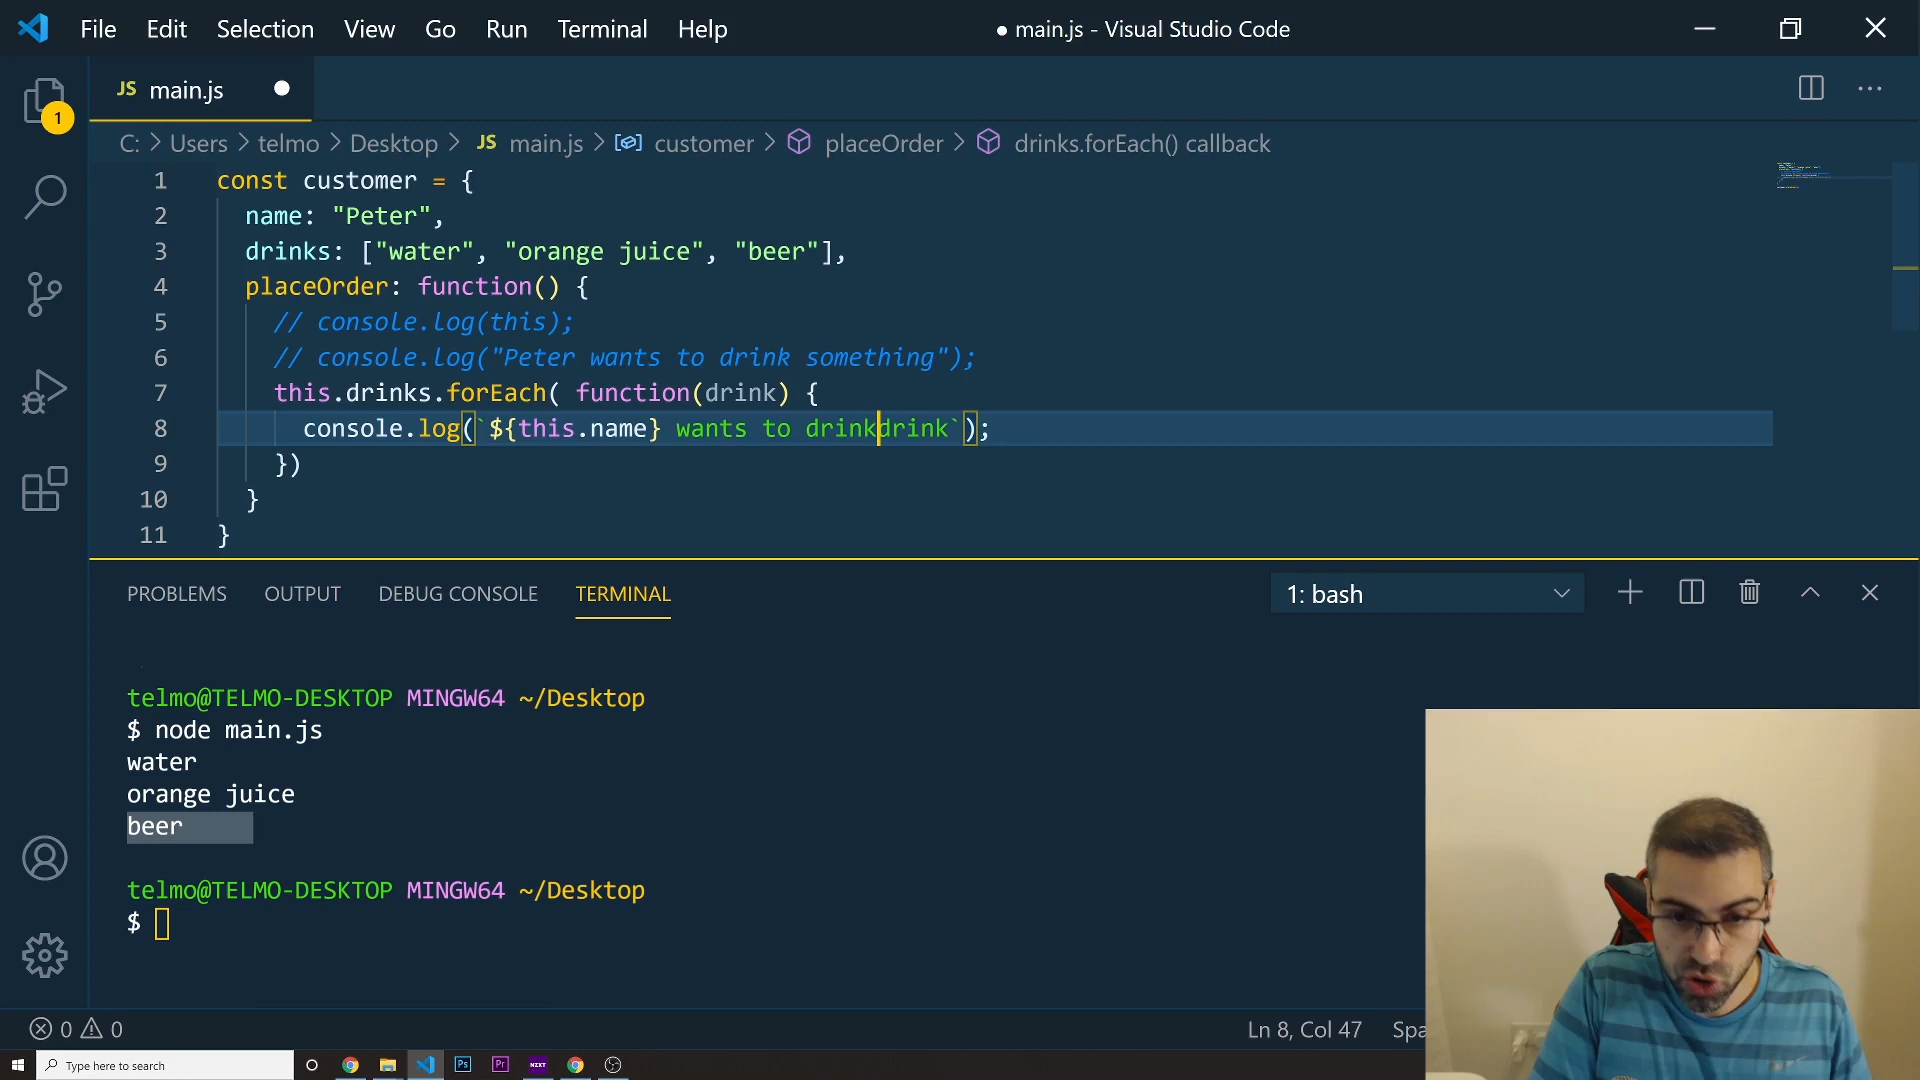 File Edit Selection View Go Run Terminal Help
● main.js - Visual Studio Code
JS main.js
1
C: > Users > telmo > Desktop > JS main.js > customer > placeOrder > drinks.forEach() callback
1 const customer = {
2 name: "Peter",
3 drinks: ["water", "orange juice", "beer"],
4 placeOrder: function() {
5 // console.log(this);
6 // console.log("Peter wants to drink something");
7 this.drinks.forEach( function(drink) {
8 console.log(`${this.name} wants to drinkdrink`);
9 })
10 }
11 }
PROBLEMS OUTPUT DEBUG CONSOLE TERMINAL
1: bash
telmo@TELMO-DESKTOP MINGW64 ~/Desktop
$ node main.js
water
orange juice
beer
telmo@TELMO-DESKTOP MINGW64 ~/Desktop
$
0 0
Ln 8, Col 47 Spa
Type here to search
Ps
Pr
NZXT